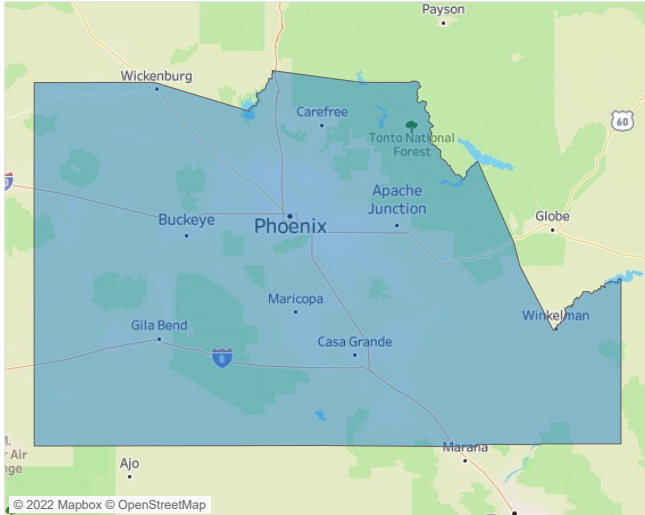 Payson
Wickenburg
Carefree
60
Tonto National
Forest
Apache
Junction
Globe
Buckeye
Phoenix
Maricopa
Winkelman
Gila Bend
Casa Grande
8
Marana
Ajo
© 2022 Mapbox © OpenStreetMap